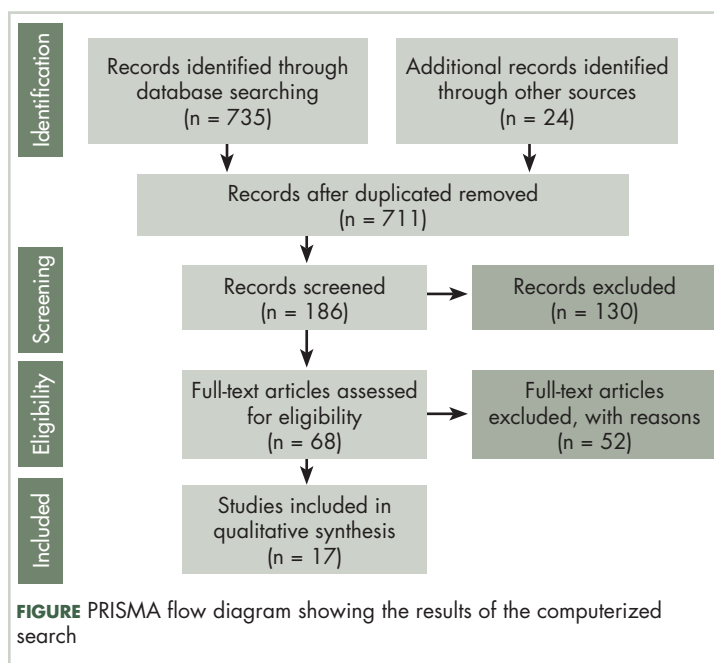 Identification
Records identified through
database searching
(n = 735)
Additional records identified
through other sources
(n = 24)
Records after duplicated removed
(n = 711)
Screening
Records screened
(n = 186)
Records excluded
(n = 130)
Eligibility
Full-text articles assessed
for eligibility
(n = 68)
Full-text articles
excluded, with reasons
(n = 52)
Included
Studies included in
qualitative synthesis
(n = 17)
FIGURE PRISMA flow diagram showing the results of the computerized
search